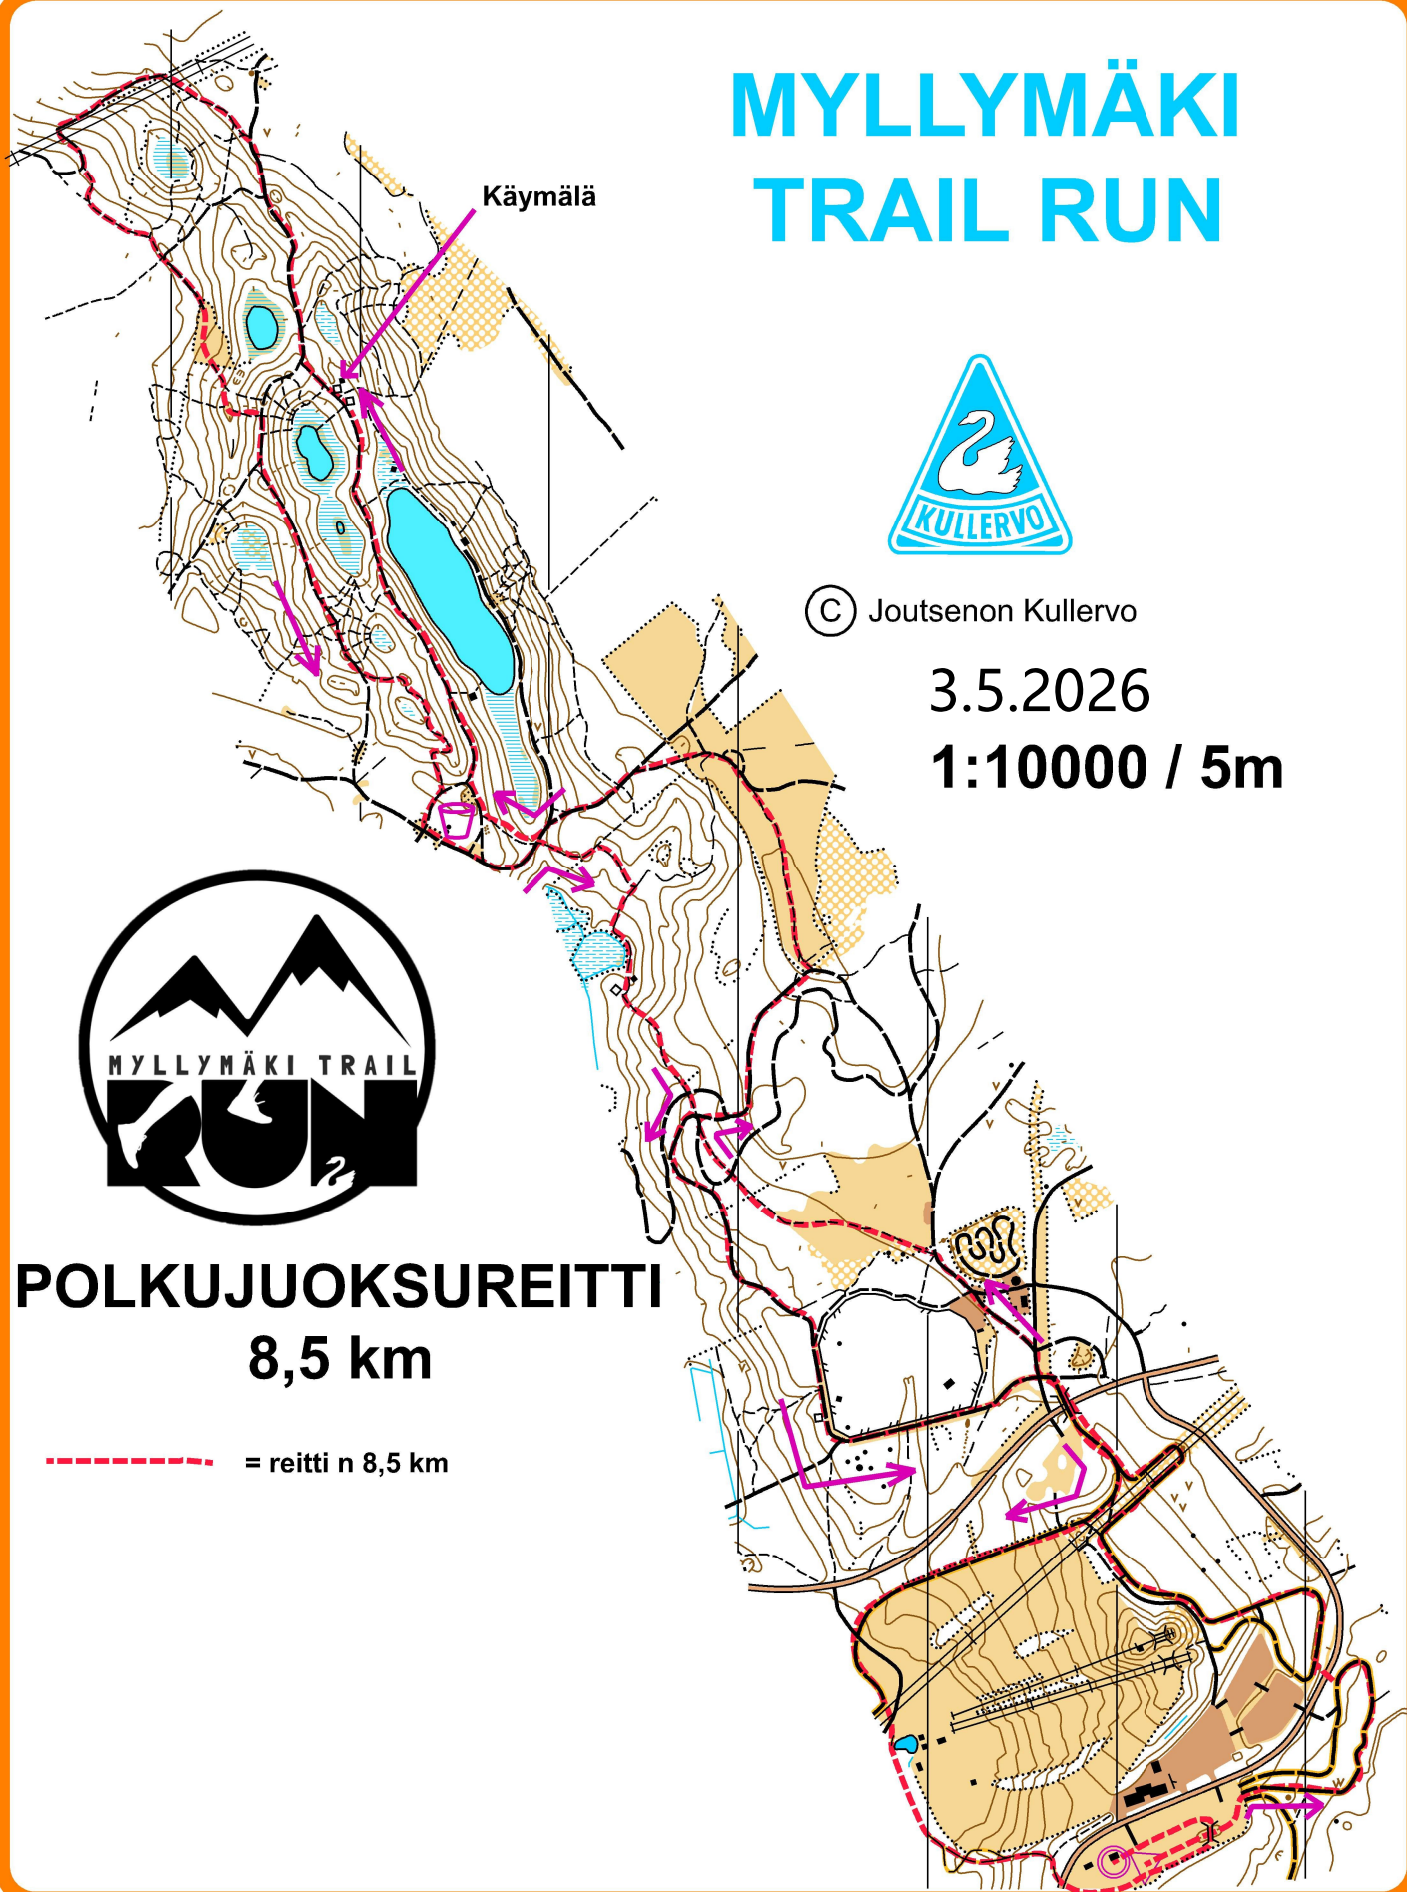 MYLLYMÄKI
TRAIL RUN
Käymälä
KULLERVO
C Joutsenon Kullervo
3.5.2026
1:10000 / 5m
MYLLYMÄKI TRAIL
RUN
POLKUJUOKSUREITTI
8,5 km
= reitti n 8,5 km